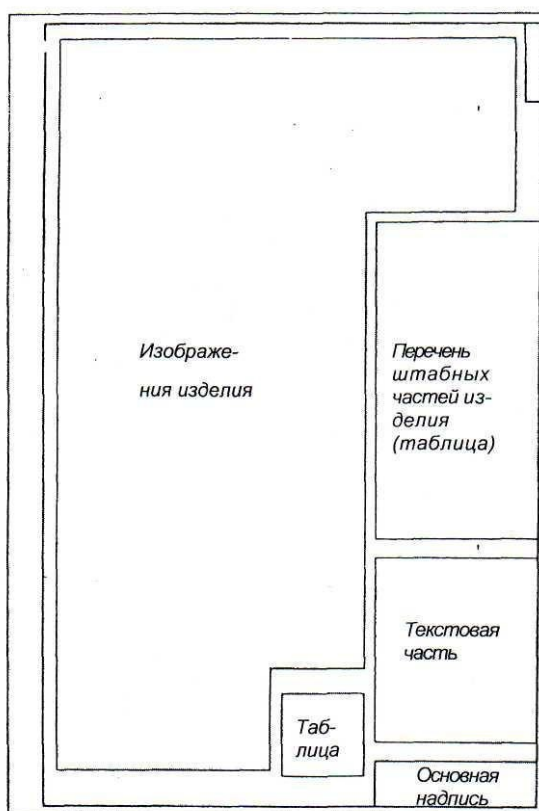 Изображе-
ния изделия
Перечень
штабных
частей из-
делия
(таблица)
Текстовая
часть
Таб-
лица
Основная
надпись